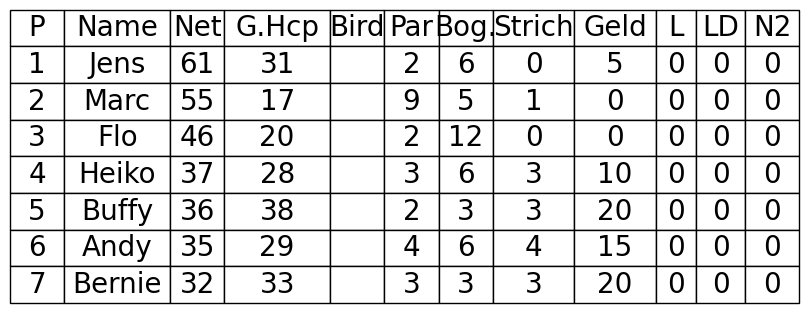 P Name Net G.Hcp Bird Par Bog. Strich Geld L LD N2
1 Jens 61 31 2 6 0 5 0 0 0
2 Marc 55 17 9 5 1 0 0 0 0
3 Flo 46 20 2 12 0 0 0 0 0
4 Heiko 37 28 3 6 3 10 0 0 0
5 Buffy 36 38 2 3 3 20 0 0 0
6 Andy 35 29 4 6 4 15 0 0 0
7 Bernie 32 33 3 3 3 20 0 0 0